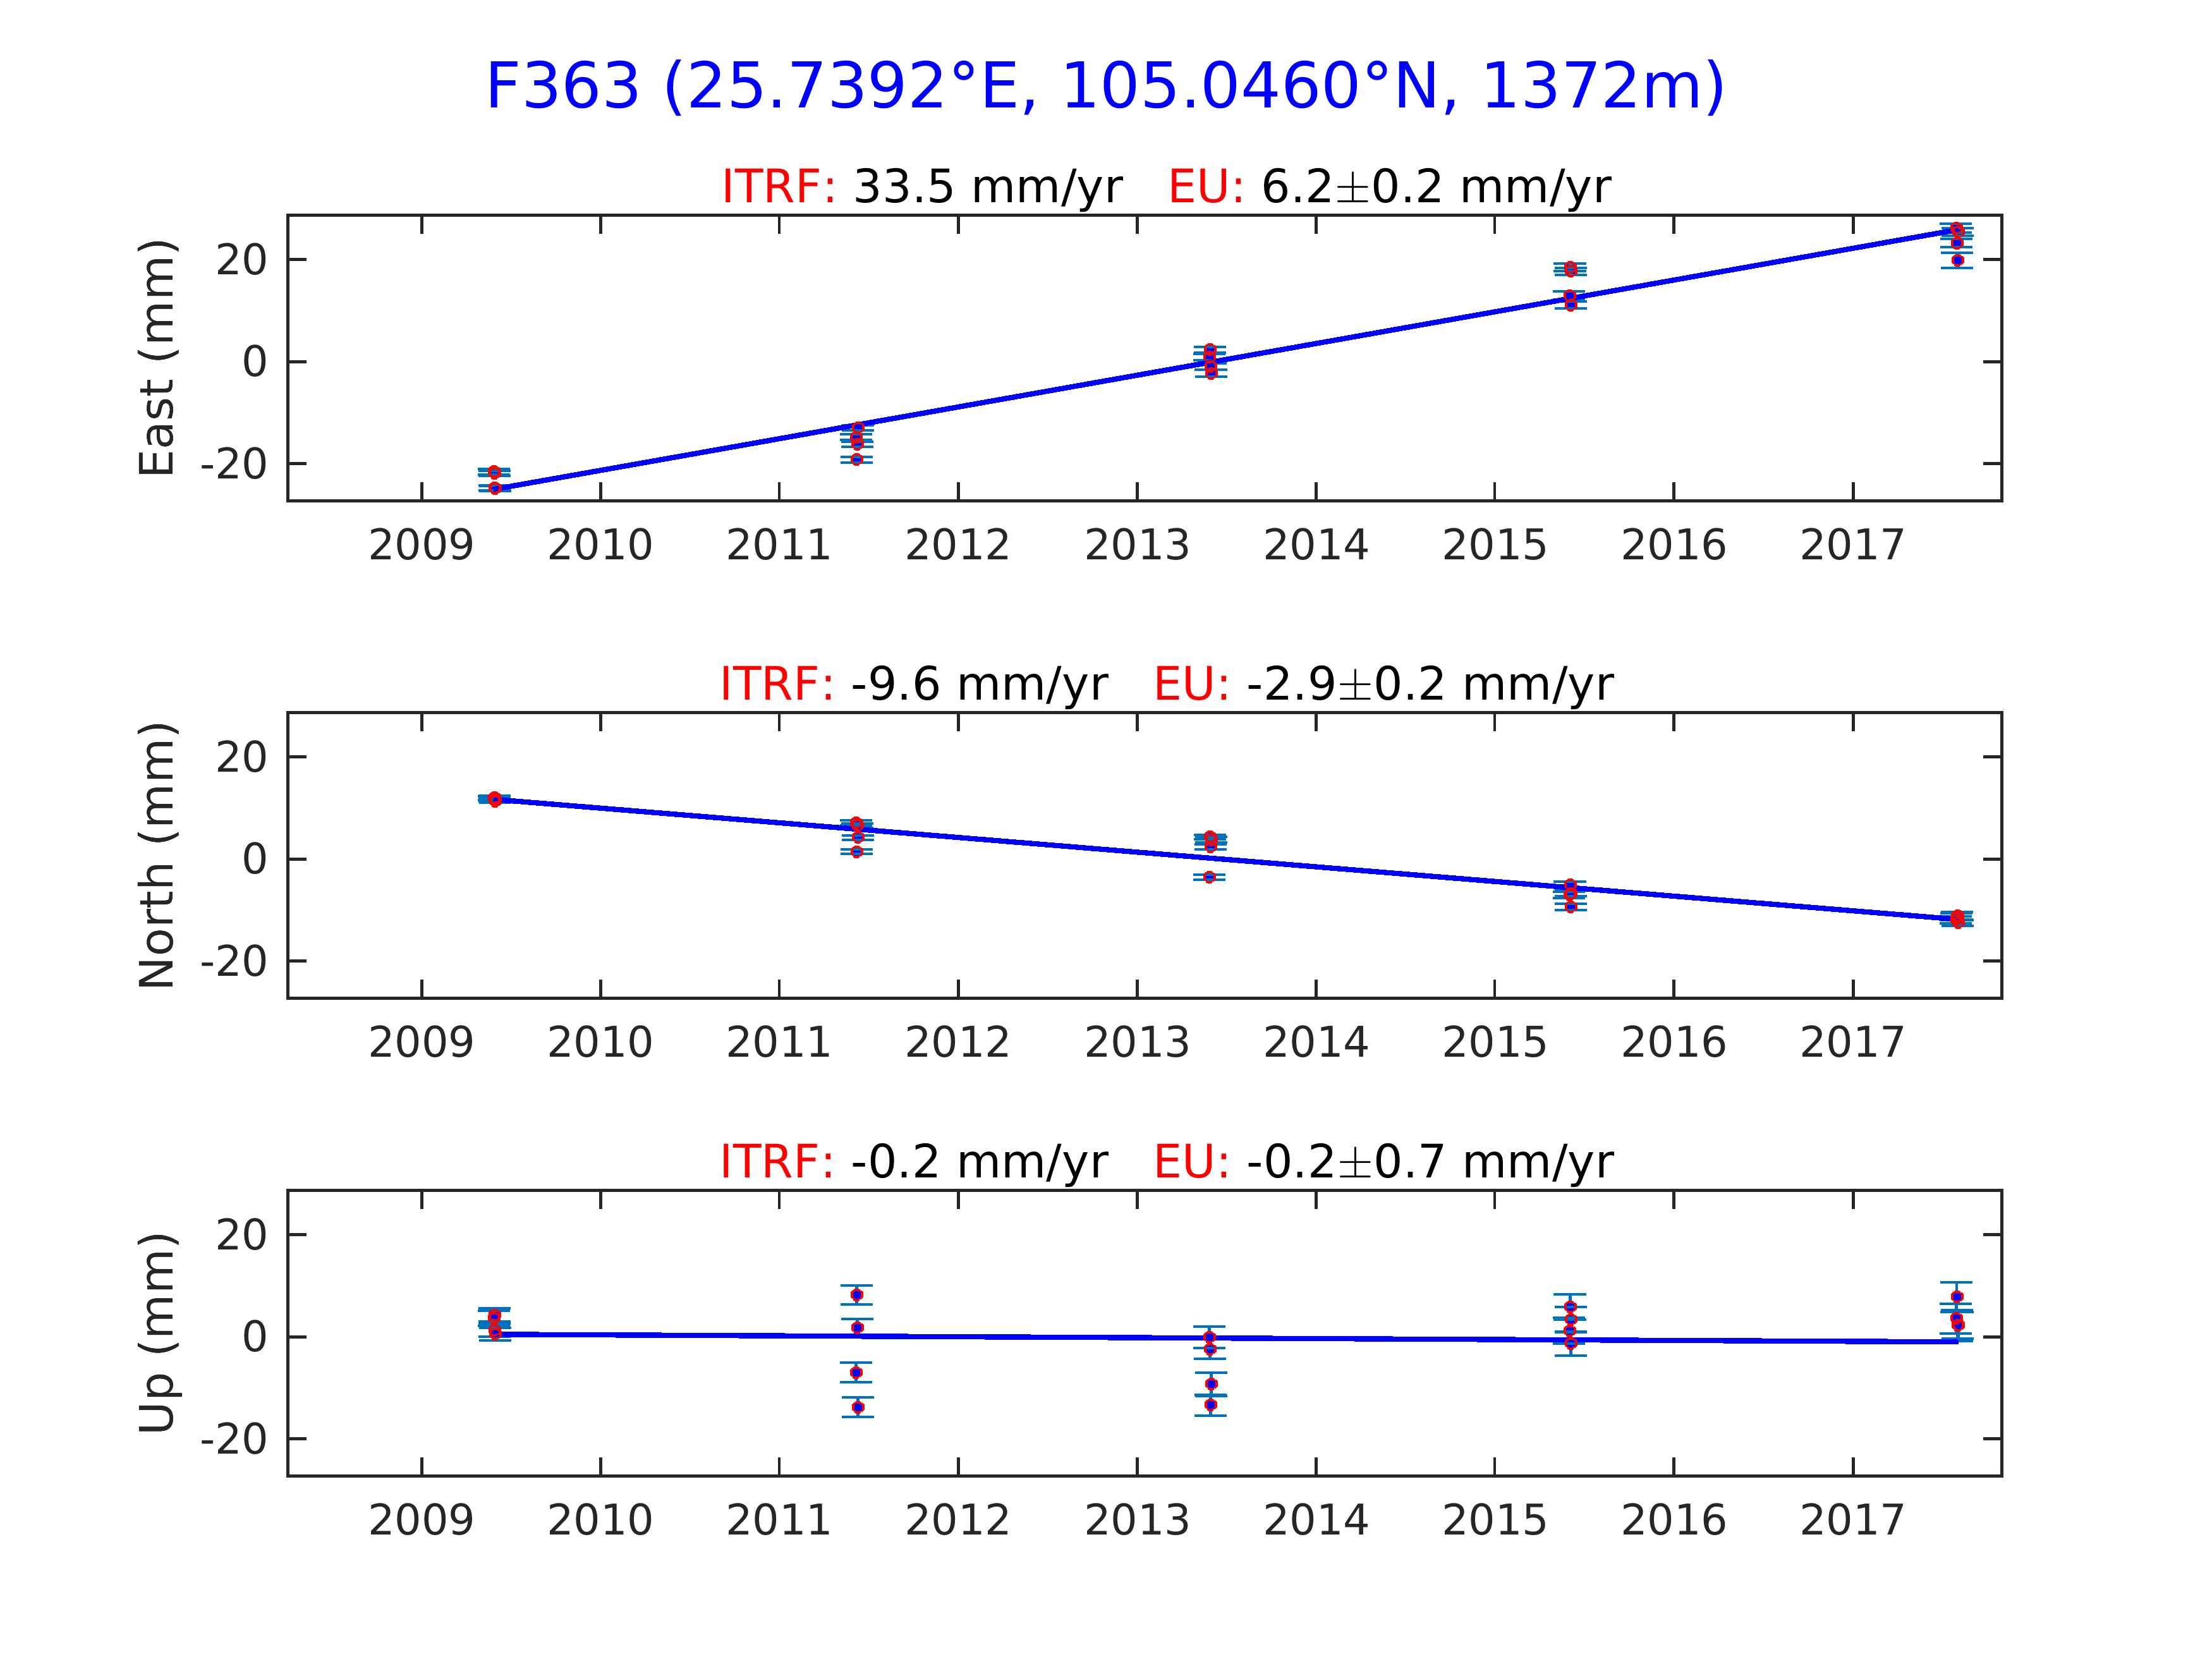 F363 (25.7392°E, 105.0460°N, 1372m)
ITRF: 33.5 mm/yr EU: 6.2±0.2 mm/yr
East (mm)
20
0
-20
2009 2010 2011 2012 2013 2014 2015 2016 2017
ITRF: -9.6 mm/yr EU: -2.9±0.2 mm/yr
North (mm)
20
0
-20
2009 2010 2011 2012 2013 2014 2015 2016 2017
ITRF: -0.2 mm/yr EU: -0.2±0.7 mm/yr
Up (mm)
20
0
-20
2009 2010 2011 2012 2013 2014 2015 2016 2017